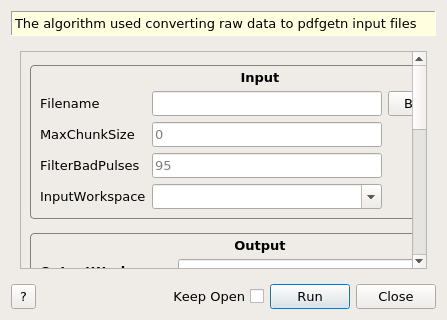 The algorithm used converting raw data to pdfgetn input files
Input
Filename
B
MaxChunkSize
0
FilterBadPulses
95
InputWorkspace
Output
?
Keep Open
Run
Close